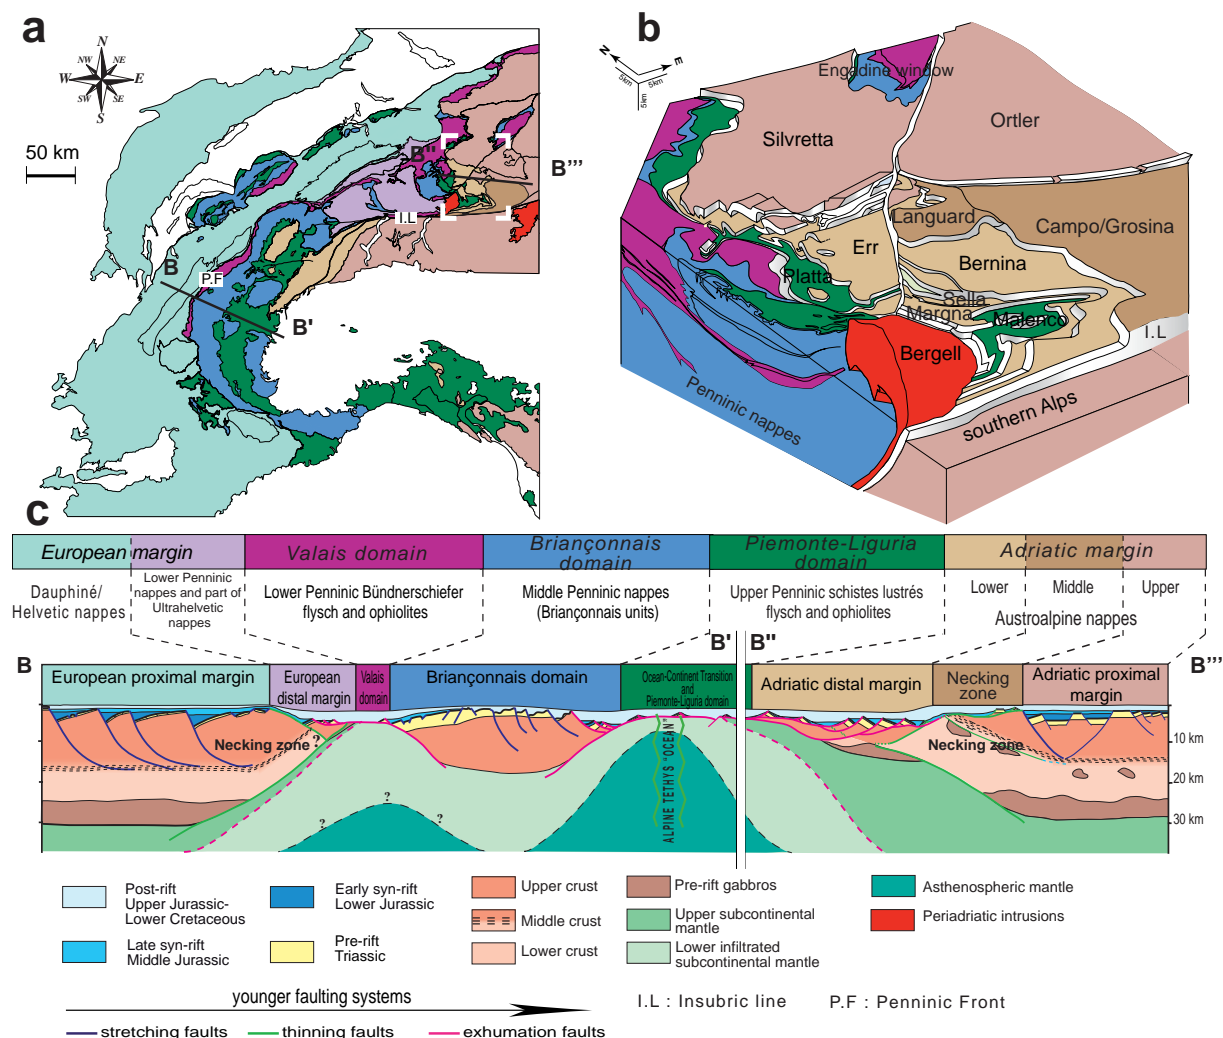 a
N
NW
NE
W
E
SW
SE
S
50 km
B''
B'''
I.L
B
P.F
B'
b
N
E
5km
5km
5km
Engadine window
Silvretta
Ortler
Languard
Campo/Grosina
Err
Bernina
Platta
Sella
Margna
Malenco
Bergell
I.L
Penninic nappes
southern Alps
c
European margin
Valais domain
Briançonnais
domain
Piemonte-Liguria
domain
Adriatic margin
Dauphiné/
Helvetic nappes
Lower Penninic
nappes and part of
Ultrahelvetic
nappes
Lower Penninic Bündnerschiefer
flysch and ophiolites
Middle Penninic nappes
(Briançonnais units)
Upper Penninic schistes lustrés
flysch and ophiolites
Lower
Middle
Upper
Austroalpine nappes
B
B'
B''
B'''
European proximal margin
European
distal margin
Valais
domain
Briançonnais domain
Ocean-Continent Transition
and
Piemonte-Liguria domain
Adriatic distal margin
Necking
zone
Adriatic proximal
margin
Necking zone
?
?
?
?
ALPINE TETHYS "OCEAN"
Necking zone
10 km
20 km
30 km
Post-rift
Upper Jurassic-
Lower Cretaceous
Late syn-rift
Middle Jurassic
Early syn-rift
Lower Jurassic
Pre-rift
Triassic
Upper crust
Middle crust
Lower crust
Pre-rift gabbros
Upper subcontinental
mantle
Lower infiltrated
subcontinental mantle
Asthenospheric mantle
Periadriatic intrusions
younger faulting systems
I.L : Insubric line
P.F : Penninic Front
stretching faults
thinning faults
exhumation faults